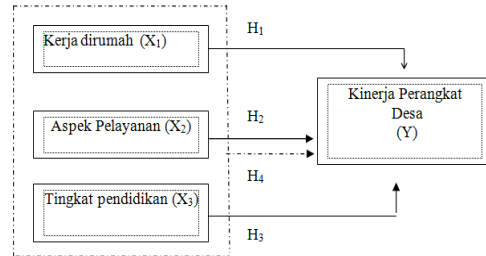 H₁
Kerja dirumah (X₁)
Kinerja Perangkat
Desa
(Y)
H₂
Aspek Pelayanan (X₂)
H₄
Tingkat pendidikan (X₃)
H₃